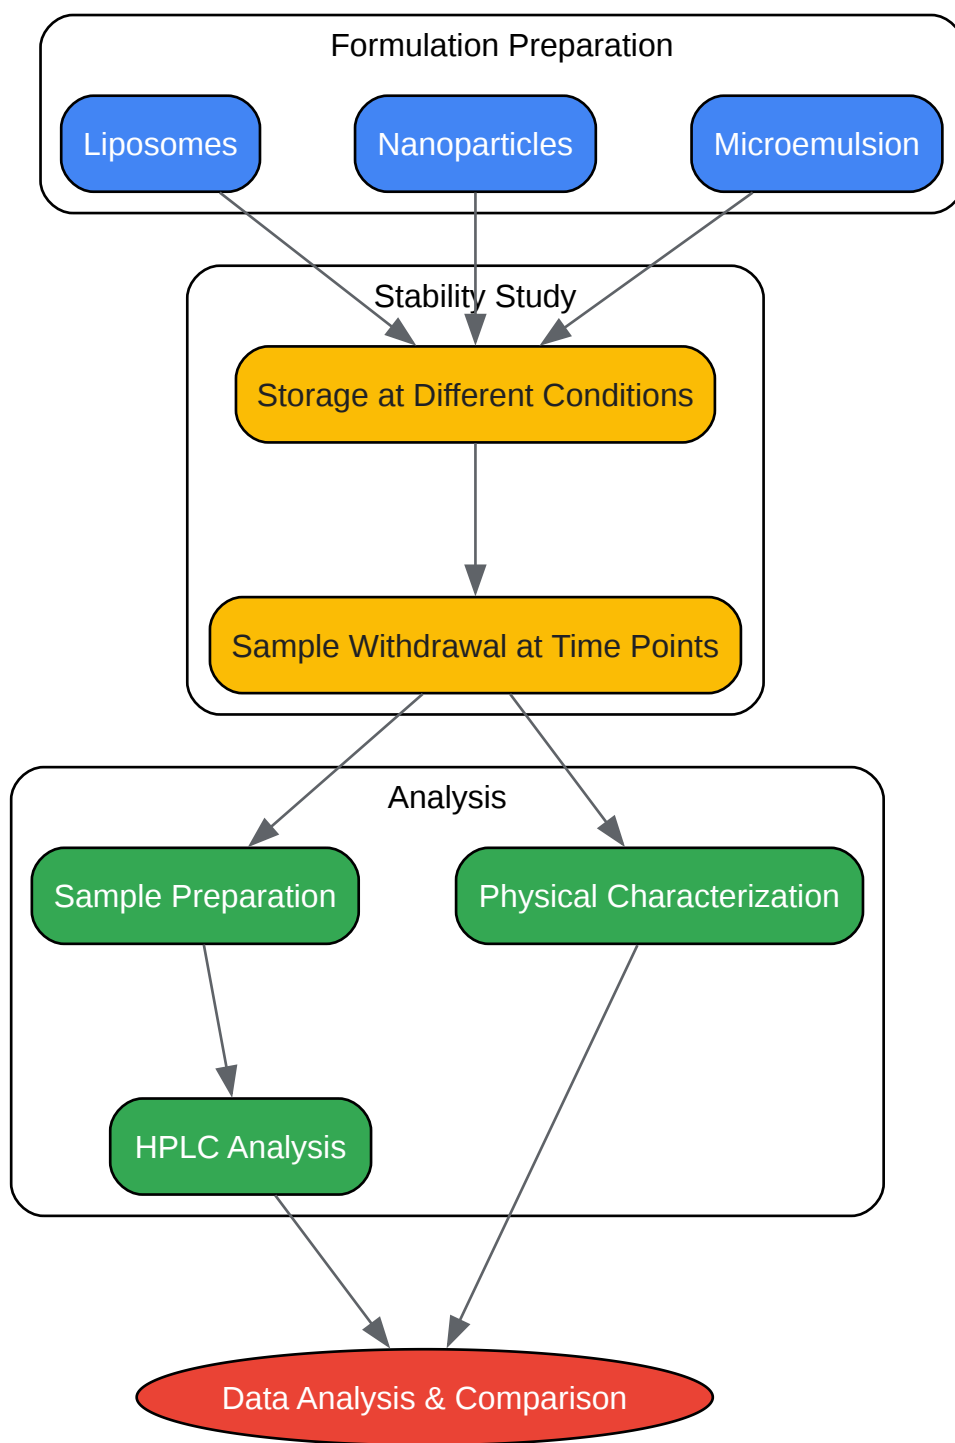 Formulation Preparation
Liposomes
Nanoparticles
Microemulsion
Stability Study
Storage at Different Conditions
Sample Withdrawal at Time Points
Analysis
Sample Preparation
Physical Characterization
HPLC Analysis
Data Analysis & Comparison